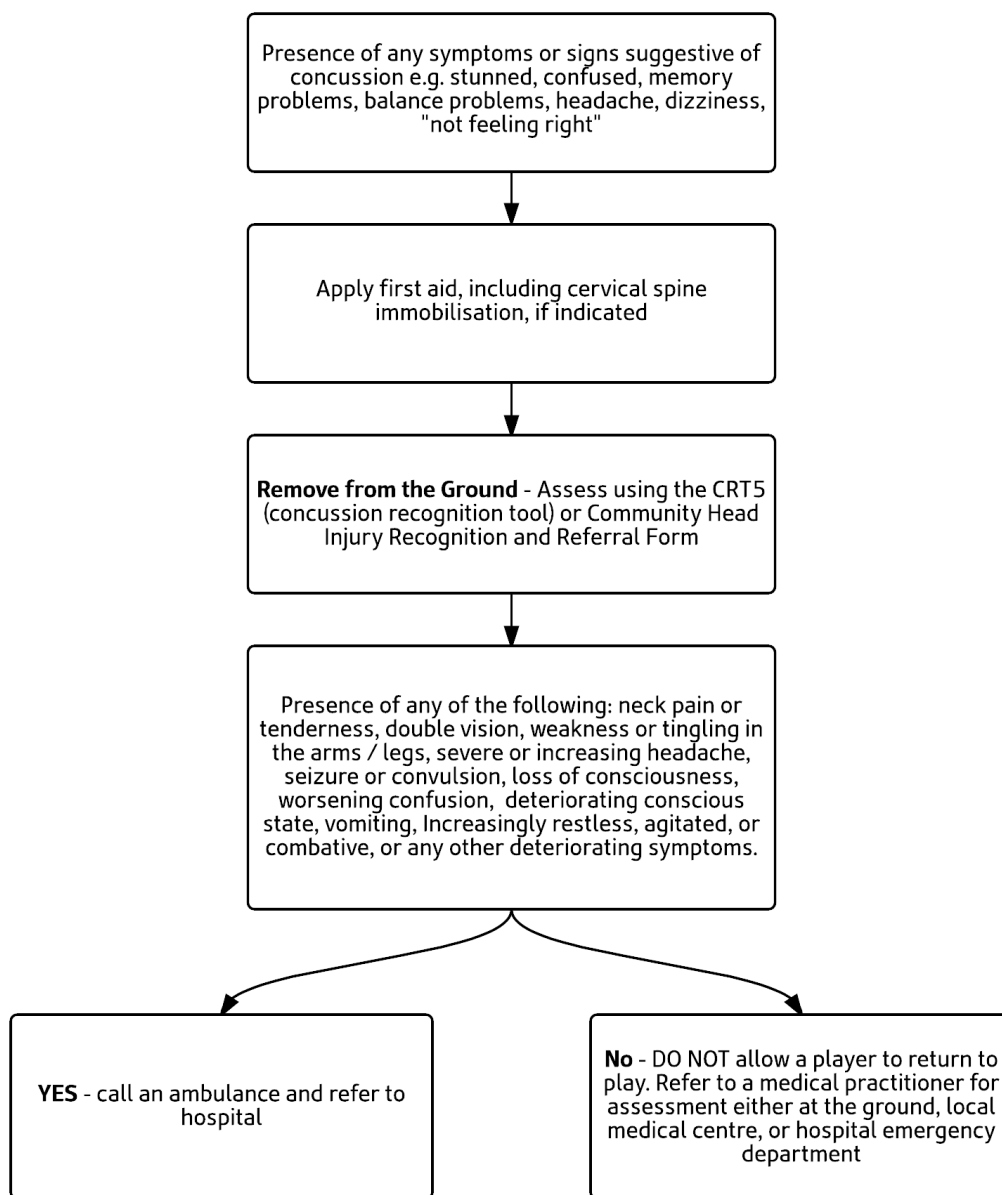 Presence of any symptoms or signs suggestive of
concussion e.g. stunned, confused, memory
problems, balance problems, headache, dizziness,
"not feeling right"
Apply first aid, including cervical spine
immobilisation, if indicated
Remove from the Ground - Assess using the CRT5
(concussion recognition tool) or Community Head
Injury Recognition and Referral Form
Presence of any of the following: neck pain or
tenderness, double vision, weakness or tingling in
the arms / legs, severe or increasing headache,
seizure or convulsion, loss of consciousness,
worsening confusion,  deteriorating conscious
state, vomiting, Increasingly restless, agitated, or
combative, or any other deteriorating symptoms.
YES - call an ambulance and refer to
hospital
No - DO NOT allow a player to return to
play. Refer to a medical practitioner for
assessment either at the ground, local
medical centre, or hospital emergency
department